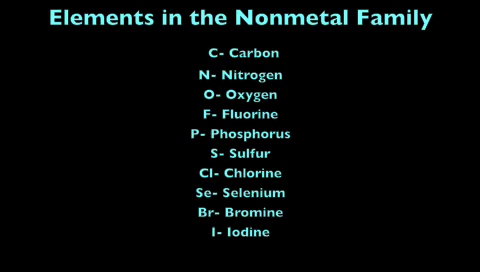 Elements in the Nonmetal Family
C- Carbon
N- Nitrogen
O- Oxygen
F- Fluorine
P- Phosphorus
S- Sulfur
Cl- Chlorine
Se- Selenium
Br- Bromine
I- Iodine